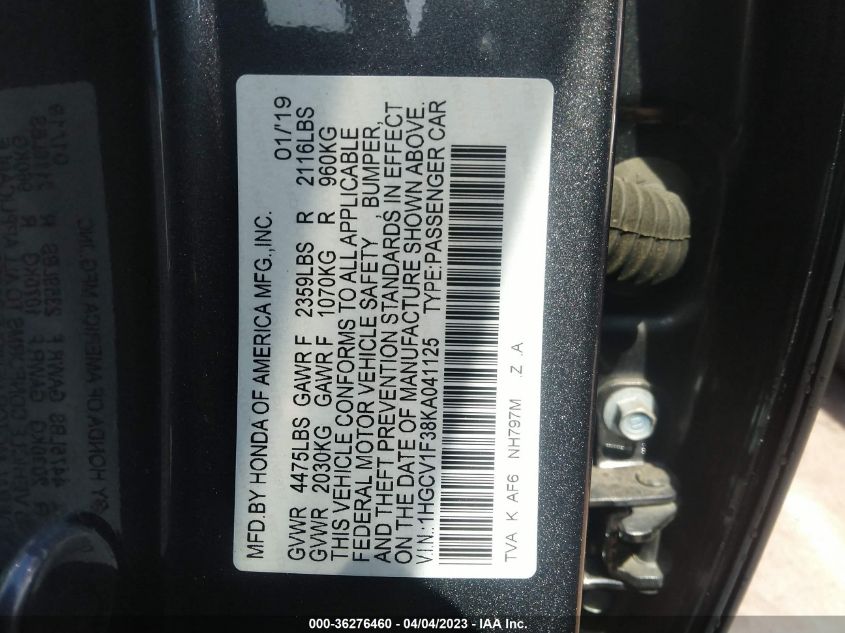 MFD.BY HONDA OF AMERICA MFG.,INC. 01/'19
GVWR 4475LBS GAWR F 2359LBS R 2116LBS
GVWR 2030KG GAWR F 1070KG R 960KG
THIS VEHICLE CONFORMS TO ALL APPLICABLE
FEDERAL MOTOR VEHICLE SAFETY , BUMPER,
AND THEFT PREVENTION STANDARDS IN EFFECT
ON THE DATE OF MANUFACTURE SHOWN ABOVE.
V.I.N.:1HGCV1F38KA041125 TYPE:PASSENGER CAR
TVA K AF6 NH797M .Z .A
000-36276460 - 04/04/2023 - IAA Inc.